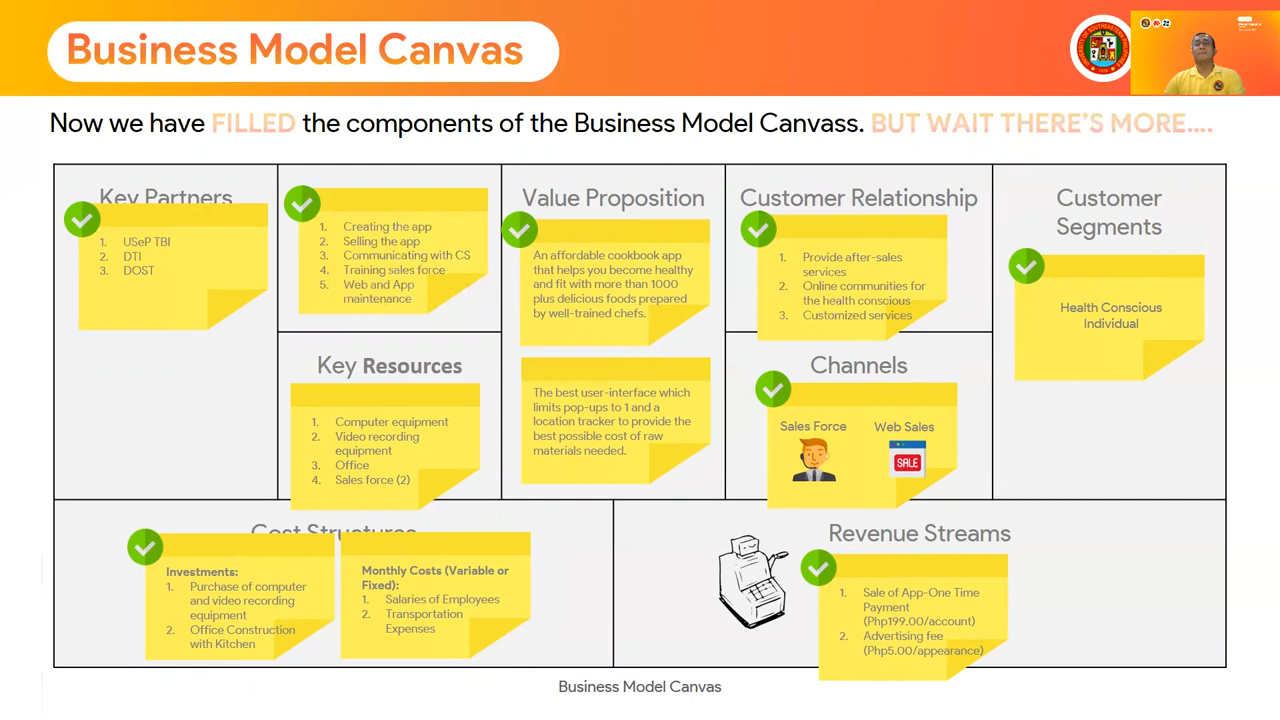 Business Model Canvas
Now we have FILLED the components of the Business Model Canvass. BUT WAIT THERE'S MORE....
Key Partners
1. USeP TBI
2. DTI
3. DOST
1. Creating the app
2. Selling the app
3. Communicating with CS
4. Training sales force
5. Web and App
maintenance
Key Resources
1. Computer equipment
2. Video recording
equipment
3. Office
4. Sales force (2)
Value Proposition
An affordable cookbook app
that helps you become healthy
and fit with more than 1000
plus delicious foods prepared
by well-trained chefs.
The best user-interface which
limits pop-ups to 1 and a
location tracker to provide the
best possible cost of raw
materials needed.
Customer Relationship
1. Provide after-sales
services
2. Online communities for
the health conscious
3. Customized services
Channels
Sales Force
Web Sales
SALE
Customer
Segments
Health Conscious
Individual
Cost Structures
Investments:
1. Purchase of computer
and video recording
equipment
2. Office Construction
with Kitchen
Monthly Costs (Variable or
Fixed):
1. Salaries of Employees
2. Transportation
Expenses
Revenue Streams
1. Sale of App-One Time
Payment
(Php199.00/account)
2. Advertising fee
(Php5.00/appearance)
Business Model Canvas